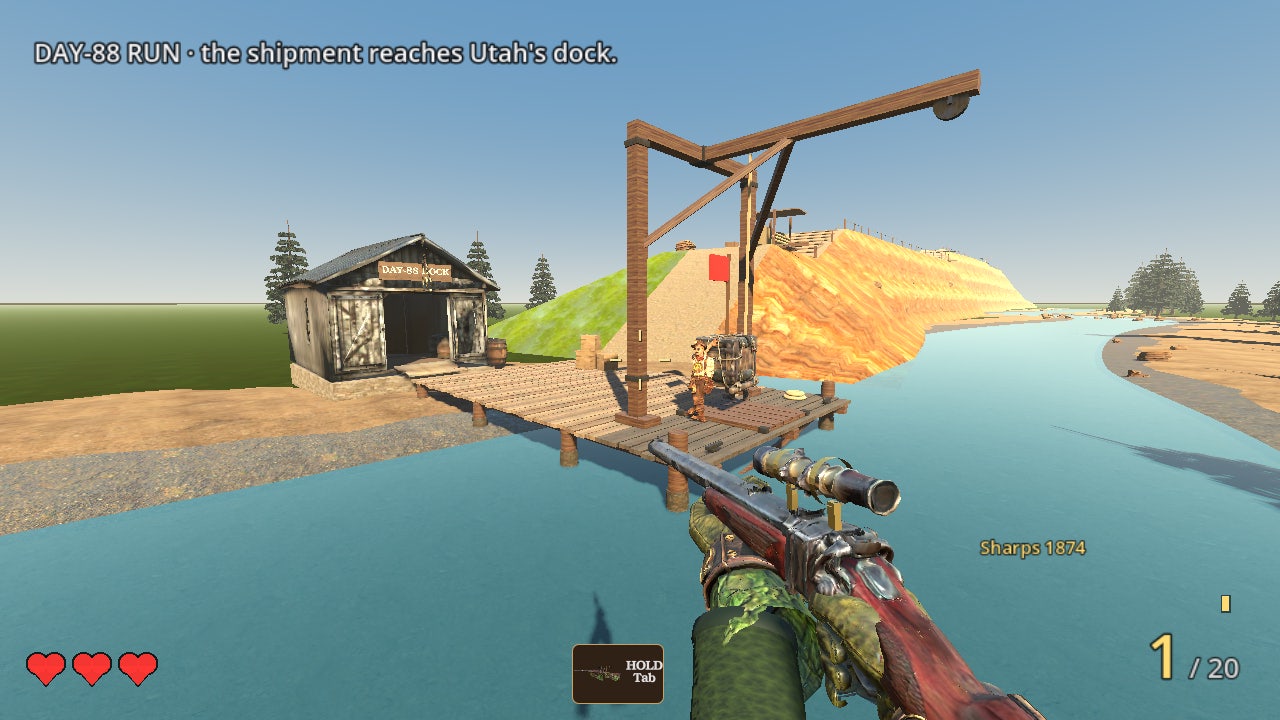 DAY-88 RUN · the shipment reaches Utah's dock.
DAY-88 DOCK
Sharps 1874
HOLD
Tab
1 / 20